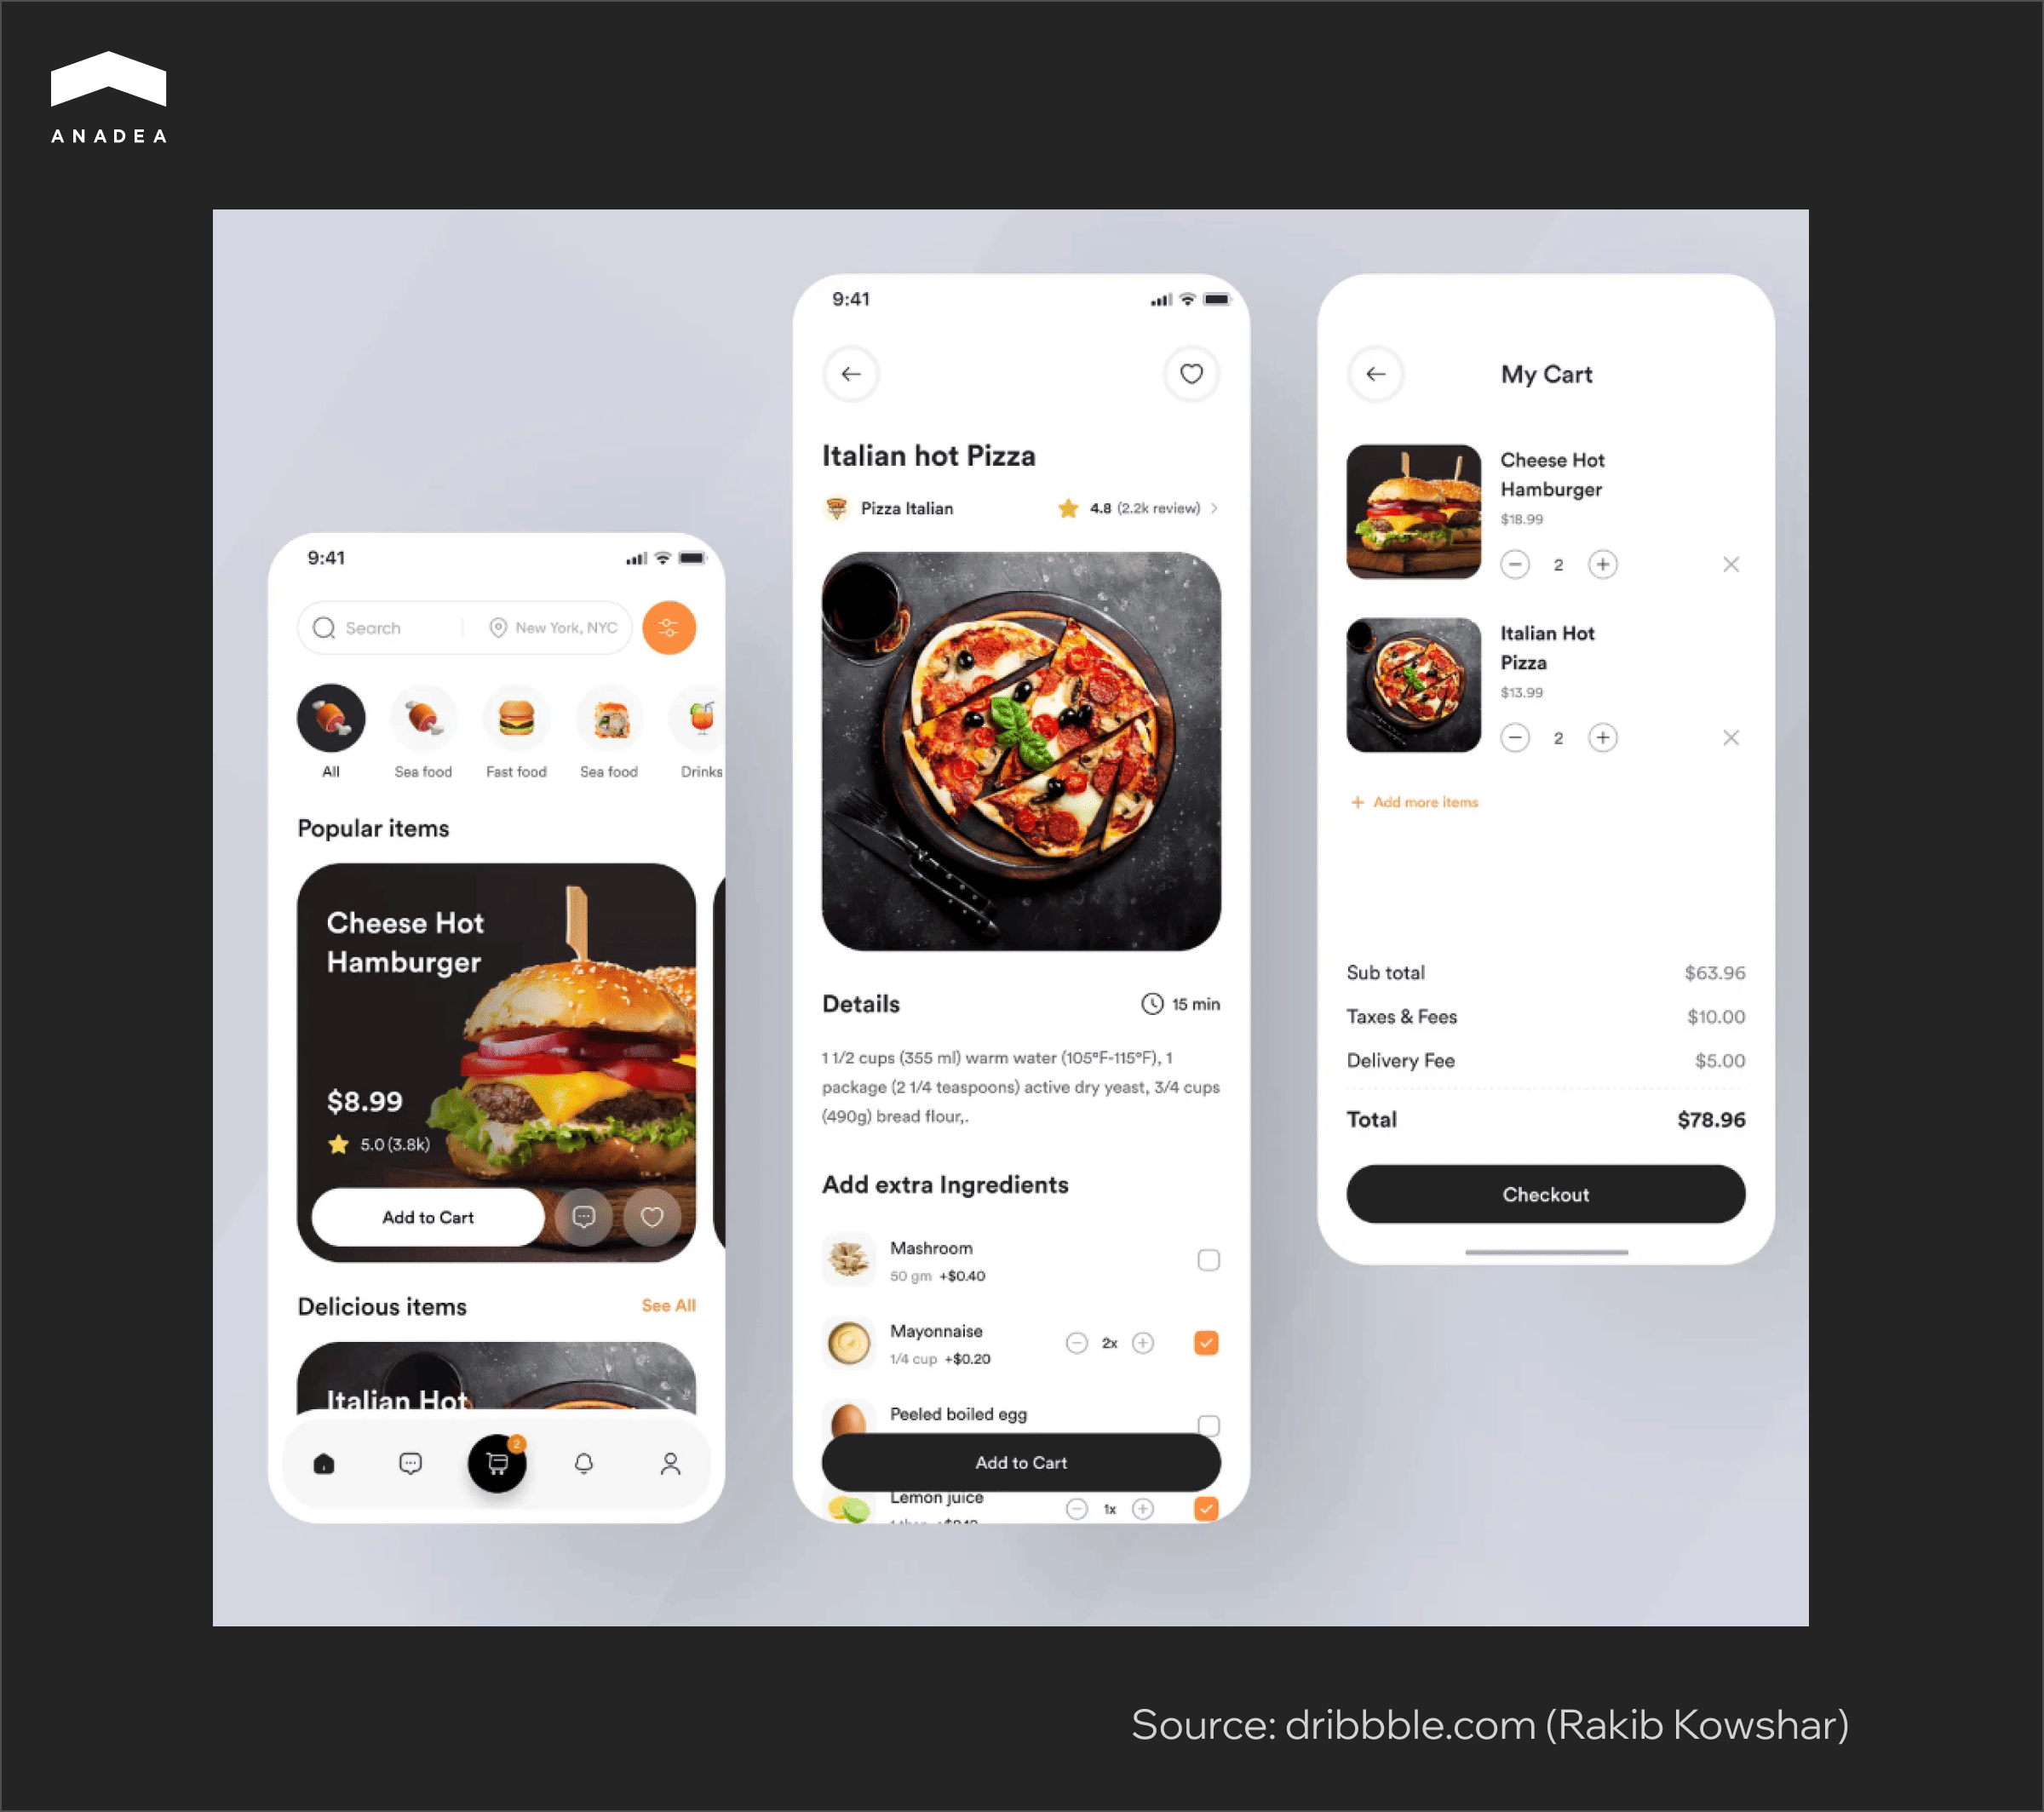 ANADEA
9:41
Search
New York, NYC
All
Sea food
Fast food
Sea food
Drinks
Popular items
Cheese Hot
Hamburger
$8.99
5.0 (3.8k)
Add to Cart
Delicious items
See All
Italian Hot
2
9:41
Italian hot Pizza
Pizza Italian
4.8 (2.2k review)
Details
15 min
1 1/2 cups (355 ml) warm water (105°F-115°F), 1
package (2 1/4 teaspoons) active dry yeast, 3/4 cups
(490g) bread flour,.
Add extra Ingredients
Mashroom
50 gm +$0.40
Mayonnaise
1/4 cup +$0.20
2x
Peeled boiled egg
Add to Cart
Lemon juice
1x
My Cart
Cheese Hot
Hamburger
$18.99
2
Italian Hot
Pizza
$13.99
2
+ Add more items
Sub total
$63.96
Taxes & Fees
$10.00
Delivery Fee
$5.00
Total
$78.96
Checkout
Source: dribbble.com (Rakib Kowshar)